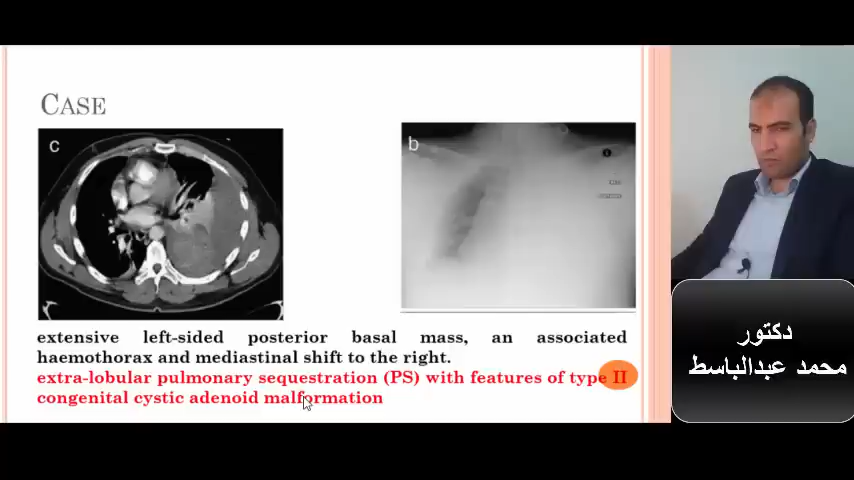 CASE
c
b
extensive left-sided posterior basal mass, an associated
haemothorax and mediastinal shift to the right.
extra-lobular pulmonary sequestration (PS) with features of type II
congenital cystic adenoid malformation
دكتور
محمد عبدالباسط